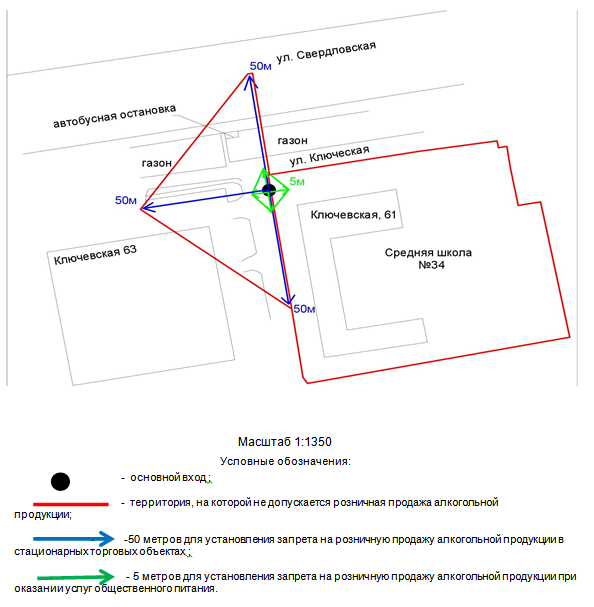 ул. Свердловская
50м
автобусная остановка
газон
ул. Ключеская
газон
5м
50м
Ключевская, 61
Ключевская 63
Средняя школа
№34
50м
Масштаб 1:1350
Условные обозначения:
- основной вход ;
- территория, на которой не допускается розничная продажа алкогольной
продукции;
-50 метров для установления запрета на розничную продажу алкогольной продукции в
стационарных торговых объектах ;
- 5 метров для установления запрета на розничную продажу алкогольной продукции при
оказании услуг общественного питания.